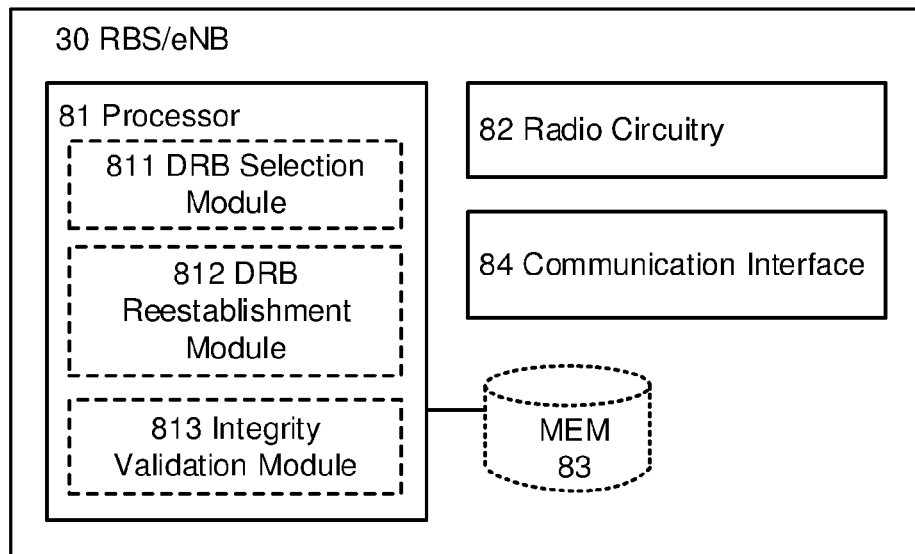 30 RBS/eNB
81 Processor
811 DRB Selection
Module
812 DRB
Reestablishment
Module
813 Integrity
Validation Module
82 Radio Circuitry
84 Communication Interface
MEM
83